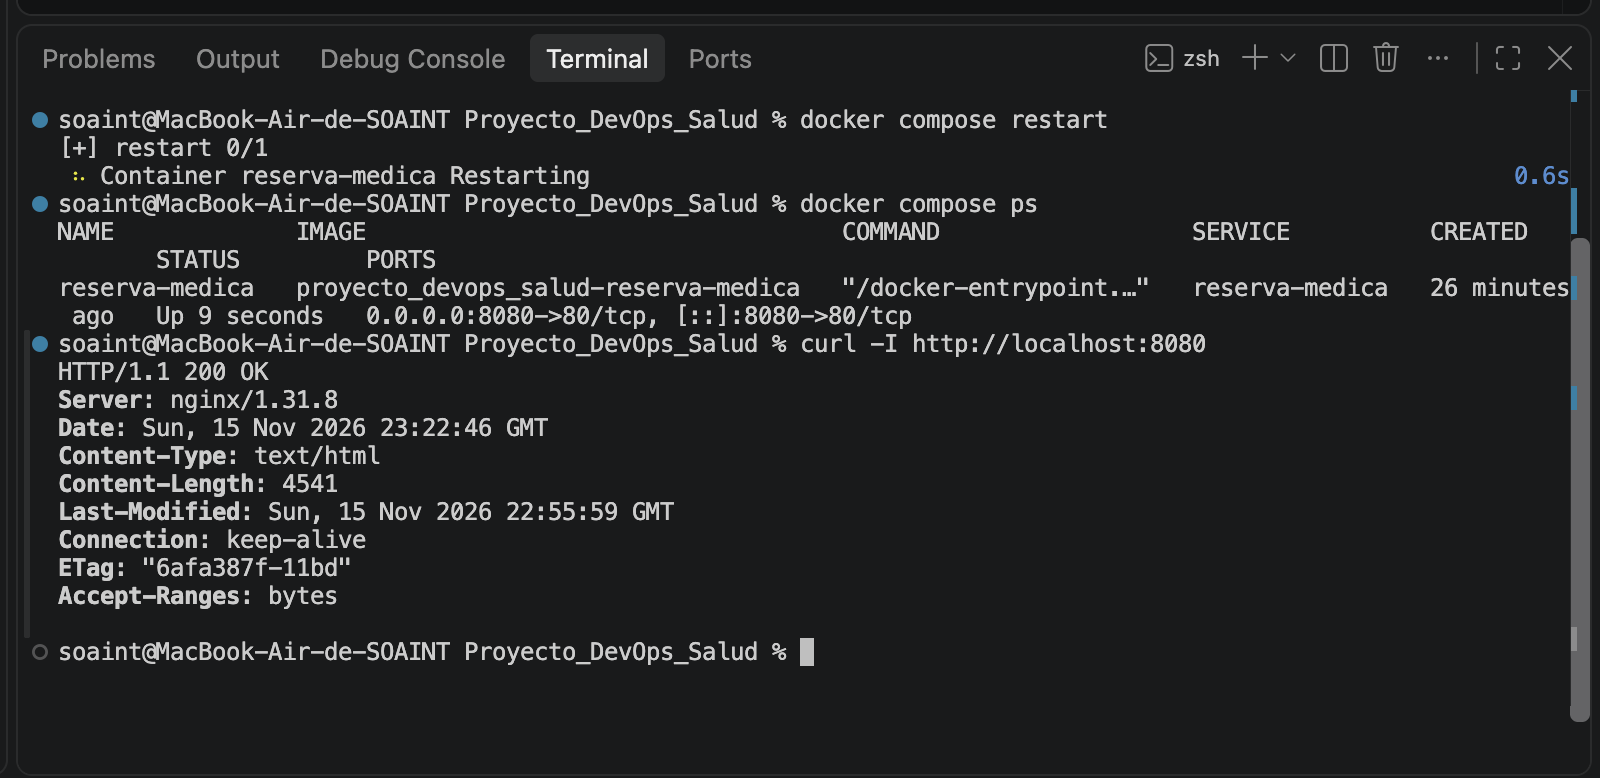 Problems Output Debug Console Terminal Ports zsh
soaint@MacBook-Air-de-SOAINT Proyecto_DevOps_Salud % docker compose restart
[+] restart 0/1
Container reserva-medica Restarting 0.6s
soaint@MacBook-Air-de-SOAINT Proyecto_DevOps_Salud % docker compose ps
NAME IMAGE COMMAND SERVICE CREATED
STATUS PORTS
reserva-medica proyecto_devops_salud-reserva-medica "/docker-entrypoint.…" reserva-medica 26 minutes
ago Up 9 seconds 0.0.0.0:8080->80/tcp, [::]:8080->80/tcp
soaint@MacBook-Air-de-SOAINT Proyecto_DevOps_Salud % curl -I http://localhost:8080
HTTP/1.1 200 OK
Server: nginx/1.31.8
Date: Sun, 15 Nov 2026 23:22:46 GMT
Content-Type: text/html
Content-Length: 4541
Last-Modified: Sun, 15 Nov 2026 22:55:59 GMT
Connection: keep-alive
ETag: "6afa387f-11bd"
Accept-Ranges: bytes
soaint@MacBook-Air-de-SOAINT Proyecto_DevOps_Salud %